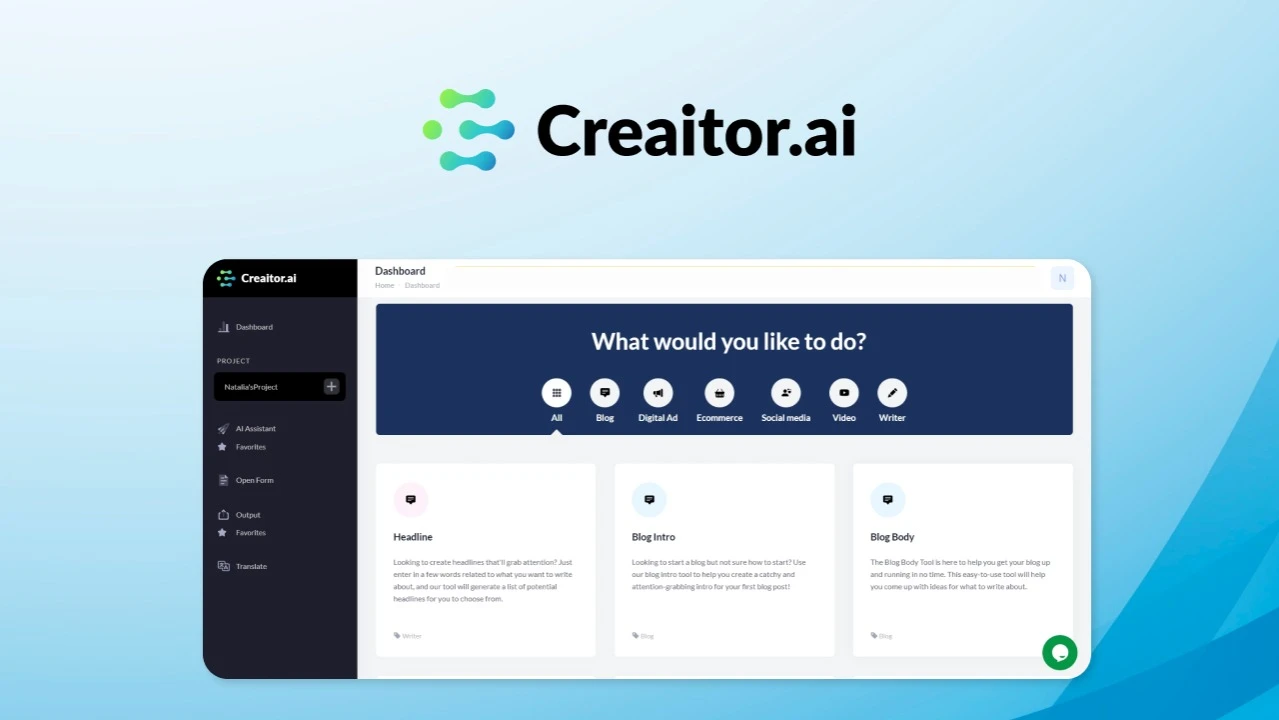 Creaitor.ai
Creaitor.ai
Dashboard
PROJECT
Natalia'sProject
AI Assistant
Favorites
Open Form
Output
Favorites
Translate
Dashboard
Home Dashboard
N
What would you like to do?
All Blog Digital Ad Ecommerce Social media Video Writer
Headline
Looking to create headlines that'll grab attention? Just
enter in a few words related to what you want to write
about, and our tool will generate a list of potential
headlines for you to choose from.
Writer
Blog Intro
Looking to start a blog but not sure how to start? Use
our blog intro tool to help you create a catchy and
attention-grabbing intro for your first blog post!
Blog
Blog Body
The Blog Body Tool is here to help you get your blog up
and running in no time. This easy-to-use tool will help
you come up with ideas for what to write about.
Blog